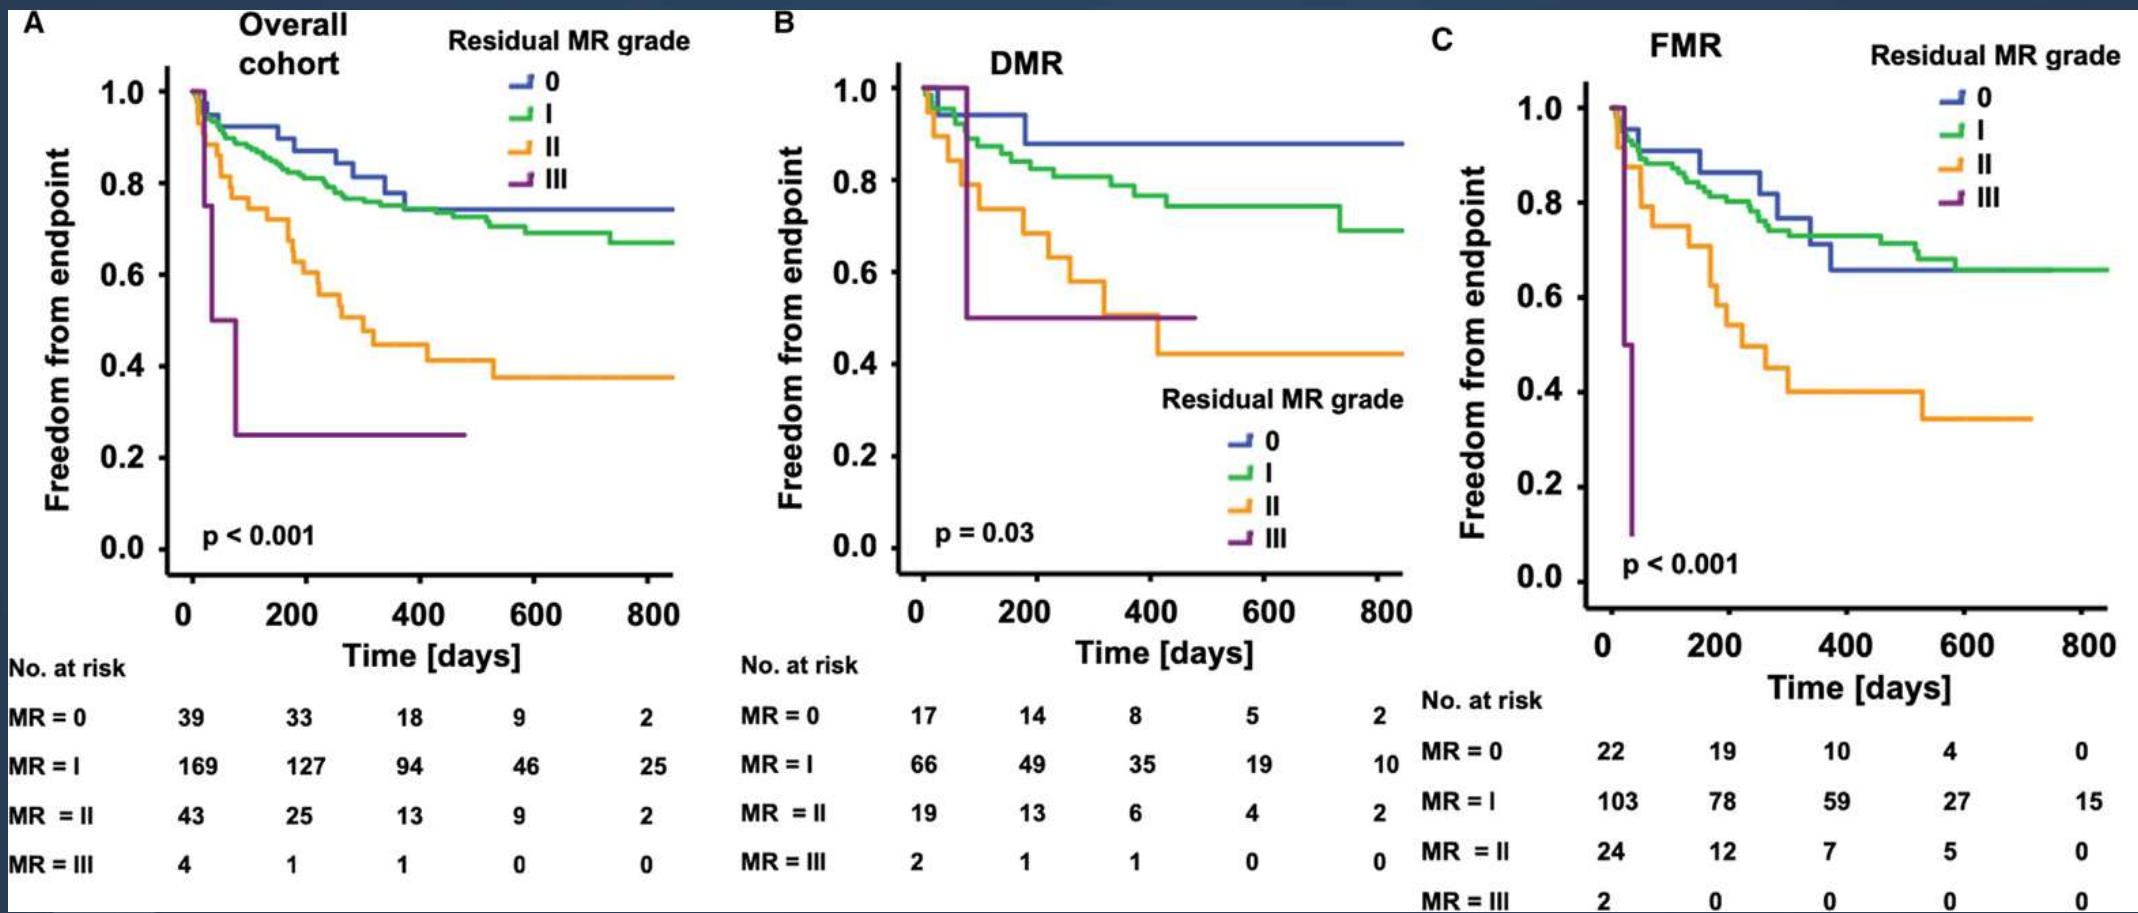 A
Overall
cohort
Residual MR grade
0
I
II
III
Freedom from endpoint
1.0
0.8
0.6
0.4
0.2
0.0
p < 0.001
0 200 400 600 800
Time [days]
No. at risk
MR = 0 39 33 18 9 2
MR = I 169 127 94 46 25
MR = II 43 25 13 9 2
MR = III 4 1 1 0 0
B
DMR
Freedom from endpoint
1.0
0.8
0.6
0.4
0.2
0.0
Residual MR grade
0
I
II
III
p = 0.03
0 200 400 600 800
Time [days]
No. at risk
MR = 0 17 14 8 5 2
MR = I 66 49 35 19 10
MR = II 19 13 6 4 2
MR = III 2 1 1 0 0
C
FMR
Residual MR grade
0
I
II
III
Freedom from endpoint
1.0
0.8
0.6
0.4
0.2
0.0
p < 0.001
0 200 400 600 800
Time [days]
No. at risk
MR = 0 22 19 10 4 0
MR = I 103 78 59 27 15
MR = II 24 12 7 5 0
MR = III 2 0 0 0 0